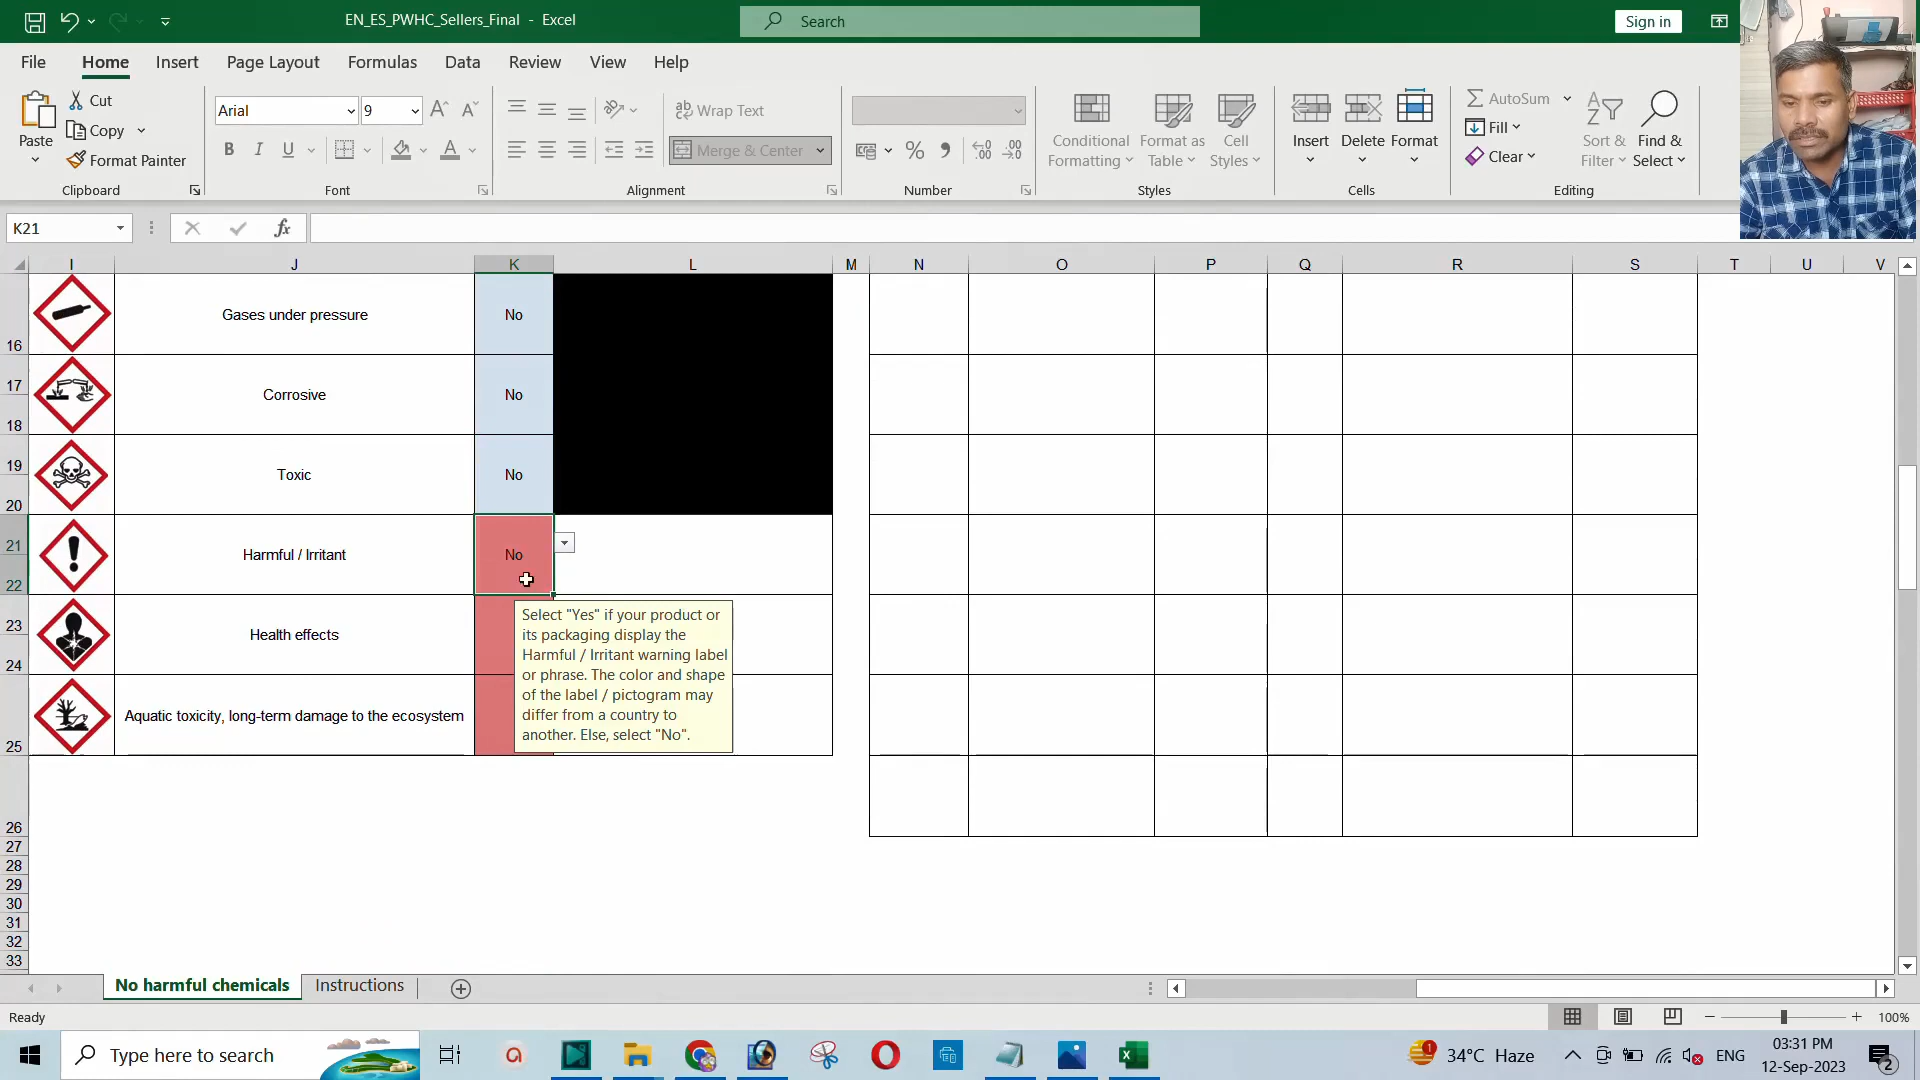 EN_ES_PWHC_Sellers_Final - Excel
Search
Sign in
File Home Insert Page Layout Formulas Data Review View Help
Paste
Cut
Copy
Format Painter
Clipboard
Arial 9
B I U
A
Font
ab Wrap Text
Merge & Center
Alignment
%
Number
Conditional Formatting
Format as Table
Cell Styles
Styles
Insert
Delete
Format
Cells
AutoSum
Fill
Clear
Sort & Filter
Find & Select
Editing
K21
fx
I J K L M N O P Q R S T U V
16 Gases under pressure No
17
Corrosive No
18
19
Toxic No
20
21
Harmful / Irritant No
22
23
Health effects
24
Aquatic toxicity, long-term damage to the ecosystem
25
Select "Yes" if your product or
its packaging display the
Harmful / Irritant warning label
or phrase. The color and shape
of the label / pictogram may
differ from a country to
another. Else, select "No".
26
27
28
29
30
31
32
33
No harmful chemicals Instructions
Ready
100%
Type here to search
34°C Haze
1
ENG
03:31 PM
12-Sep-2023
2